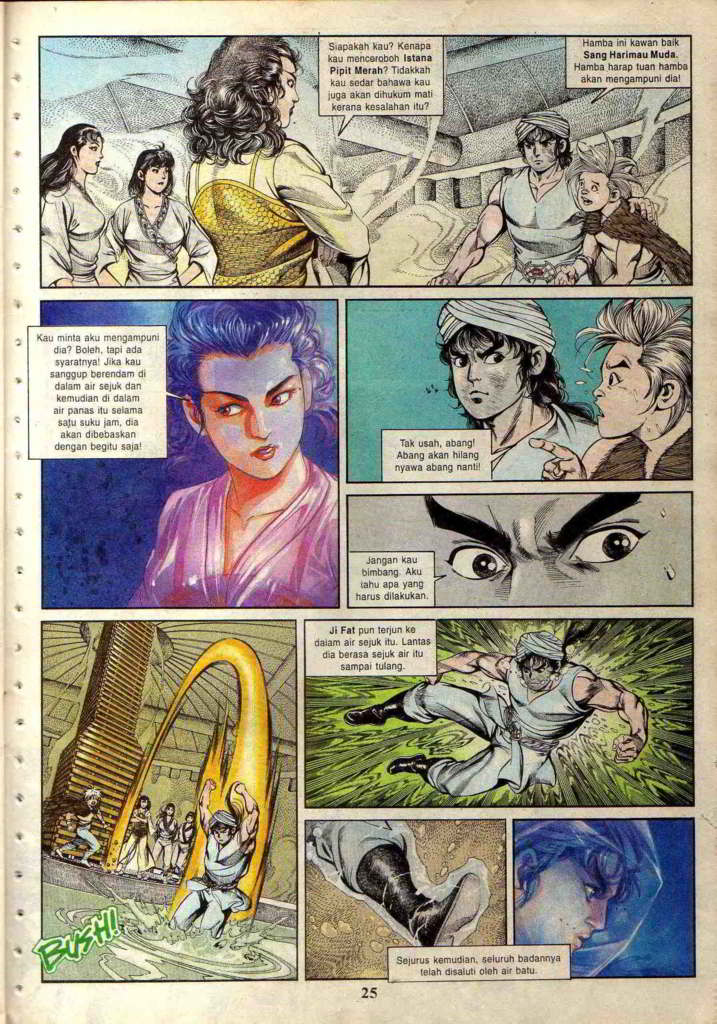 Siapakah kau? Kenapa
kau menceroboh Istana
Pipit Merah? Tidakkah
kau sedar bahawa kau
juga akan dihukum mati
kerana kesalahan itu?
Hamba ini kawan baik
Sang Harimau Muda.
Hamba harap tuan hamba
akan mengampuni dia!
Kau minta aku mengampuni
dia? Boleh, tapi ada
syaratnya! Jika kau
sanggup berendam di
dalam air sejuk dan
kemudian di dalam
air panas itu selama
satu suku jam, dia
akan dibebaskan
dengan begitu saja!
Tak usah, abang!
Abang akan hilang
nyawa abang nanti!
Jangan kau
bimbang. Aku
tahu apa yang
harus dilakukan.
BUSH!
Ji Fat pun terjun ke
dalam air sejuk itu. Lantas
dia berasa sejuk air itu
sampai tulang.
Sejurus kemudian, seluruh badannya
telah disaluti oleh air batu.
25